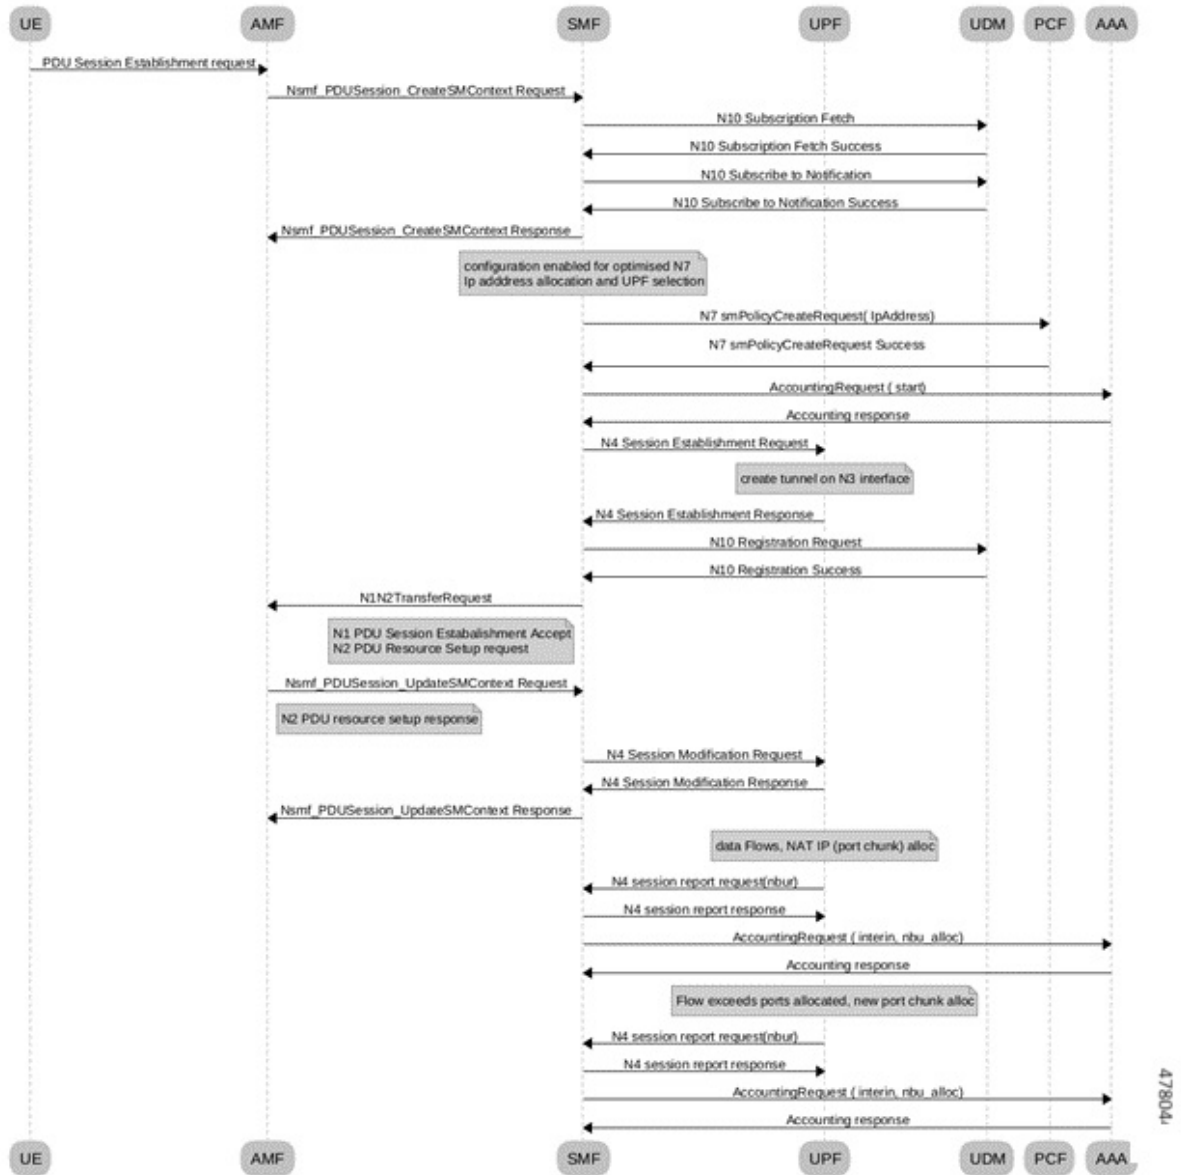 UE AMF SMF UPF UDM PCF AAA
PDU Session Establishment request
Nsmf_PDUSession_CreateSMContext Request
N10 Subscription Fetch
N10 Subscription Fetch Success
N10 Subscribe to Notification
N10 Subscribe to Notification Success
Nsmf_PDUSession_CreateSMContext Response
configuration enabled for optimised N7
Ip adddress allocation and UPF selection
N7 smPolicyCreateRequest( IpAddress)
N7 smPolicyCreateRequest Success
AccountingRequest ( start)
Accounting response
N4 Session Establishment Request
create tunnel on N3 interface
N4 Session Establishment Response
N10 Registration Request
N10 Registration Success
N1N2TransferRequest
N1 PDU Session Estabalishment Accept
N2 PDU Resource Setup request
Nsmf_PDUSession_UpdateSMContext Request
N2 PDU resource setup response
N4 Session Modification Request
N4 Session Modification Response
Nsmf_PDUSession_UpdateSMContext Response
data Flows, NAT IP (port chunk) alloc
N4 session report request(nbur)
N4 session report response
AccountingRequest ( interin, nbu_alloc)
Accounting response
Flow exceeds ports allocated, new port chunk alloc
N4 session report request(nbur)
N4 session report response
AccountingRequest ( interin, nbu_alloc)
Accounting response
UE AMF SMF UPF UDM PCF AAA
47804